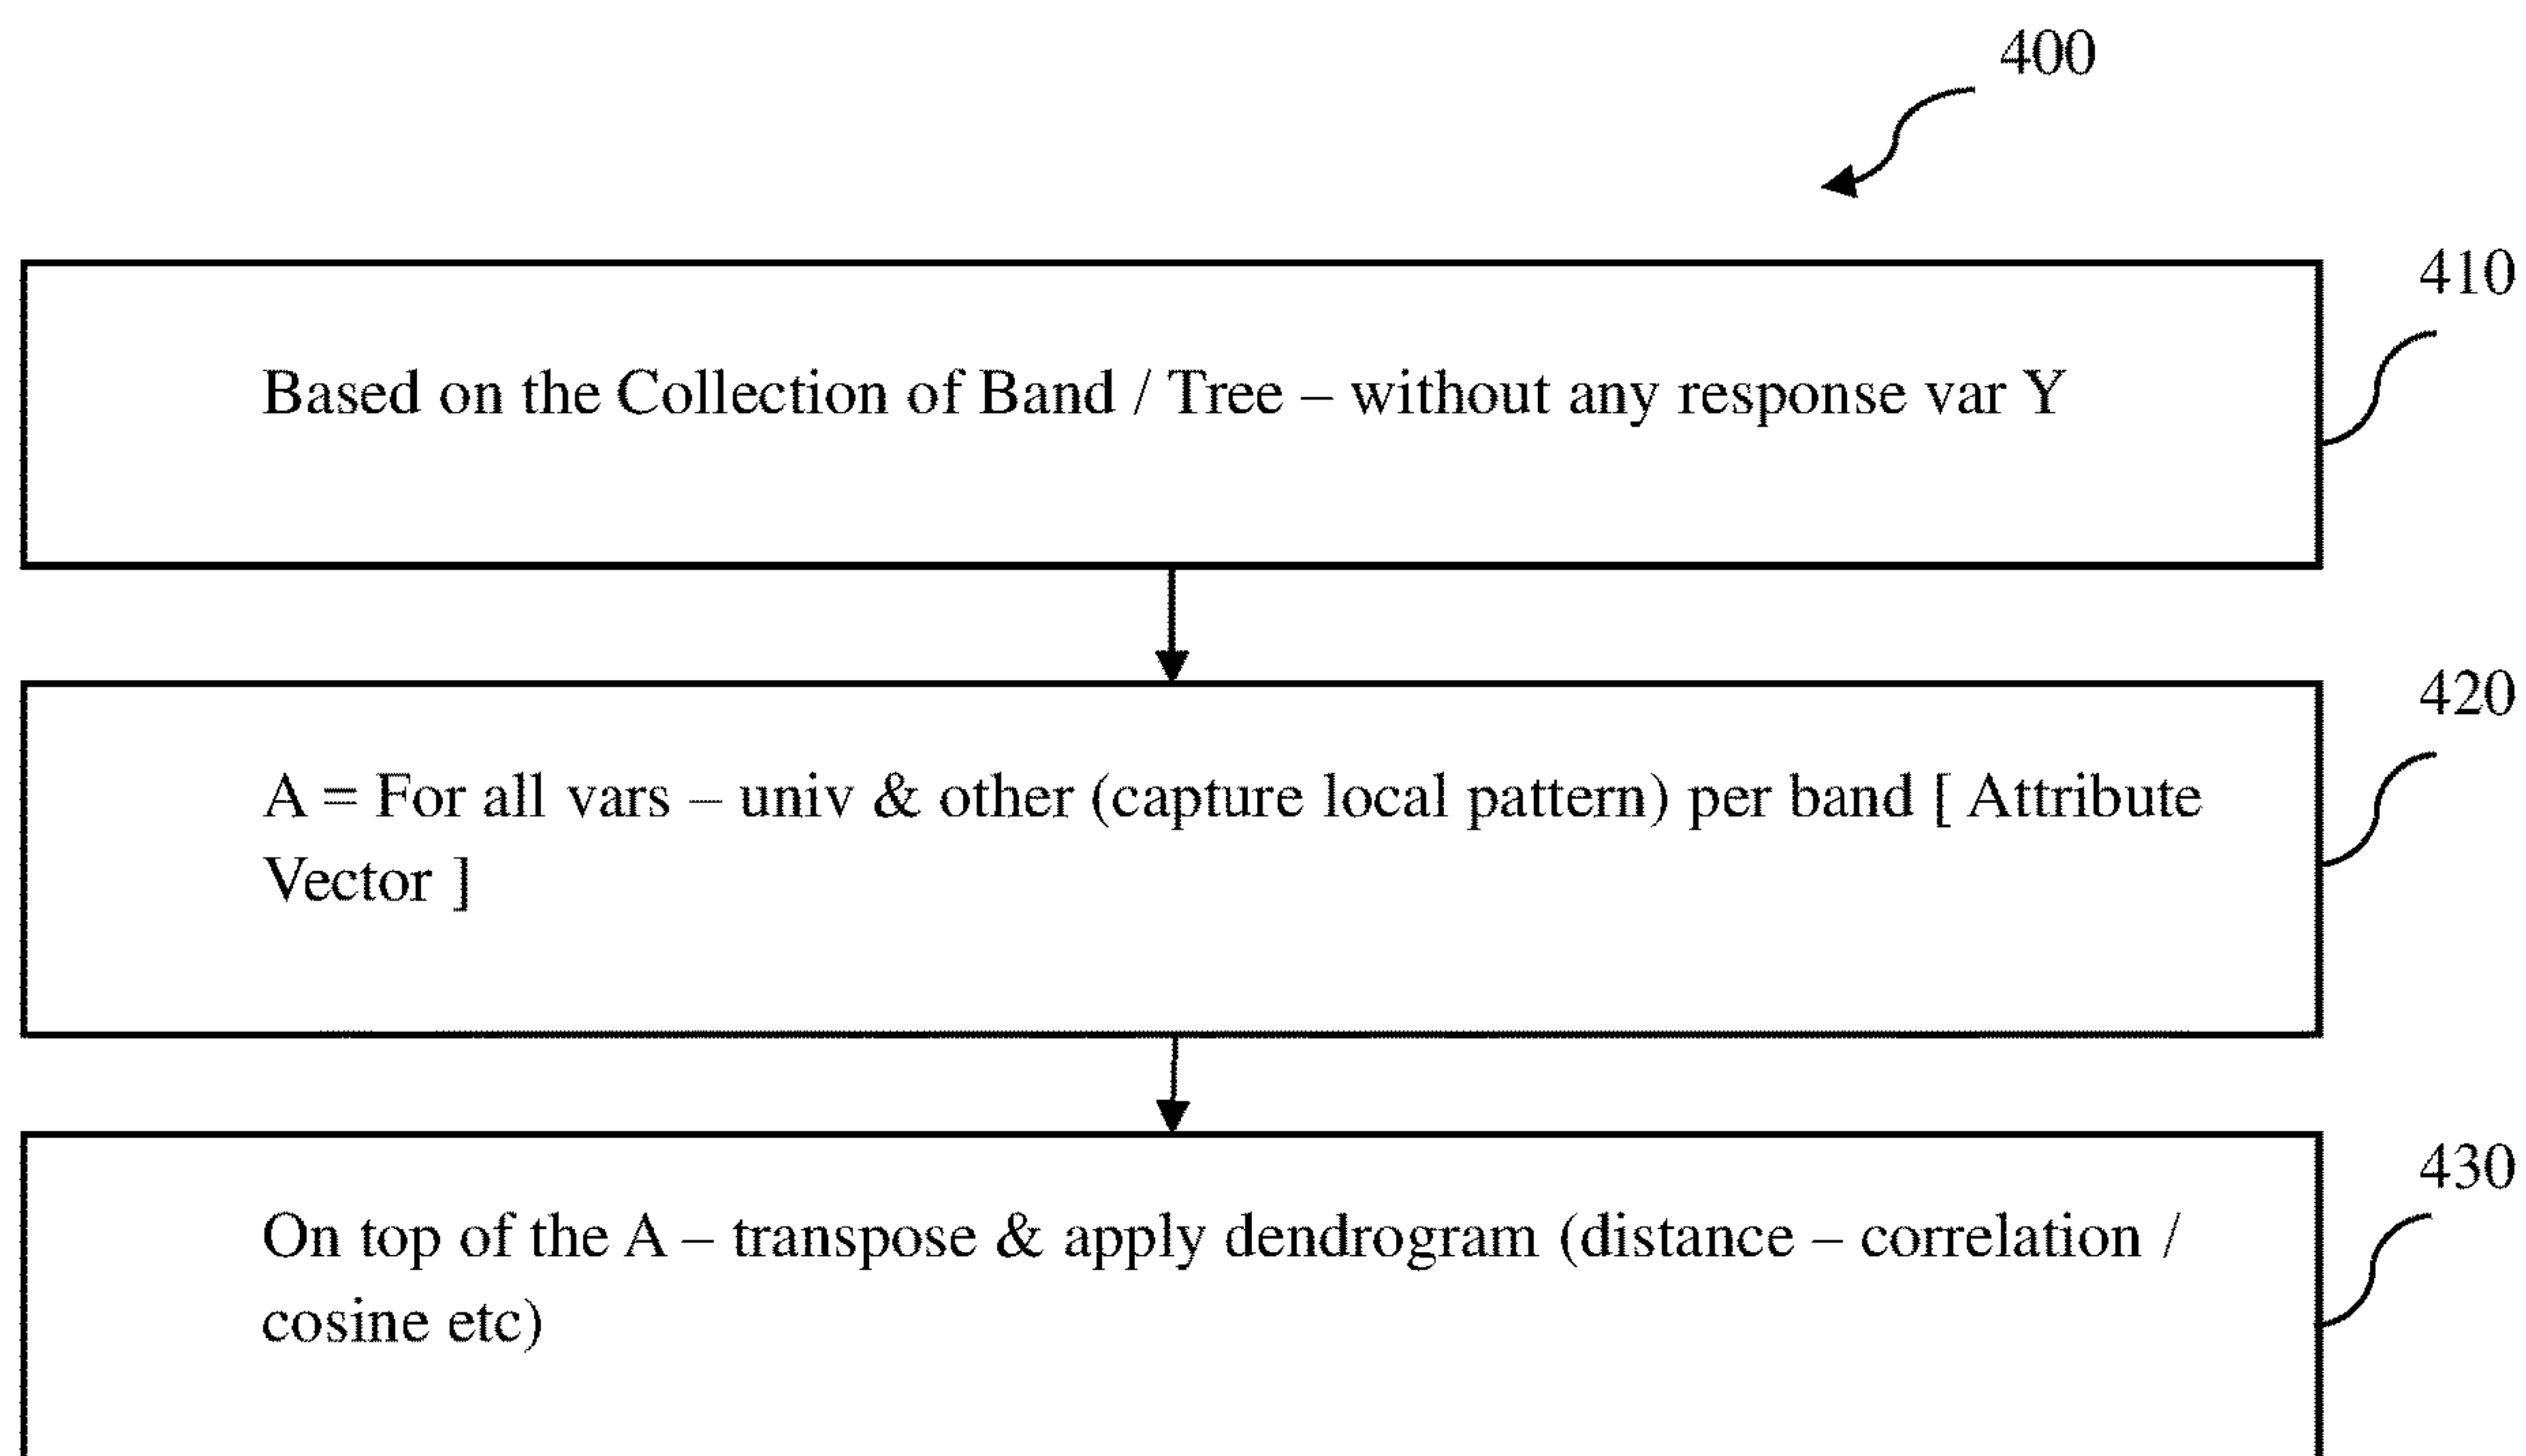 400
410
Based on the Collection of Band / Tree – without any response var Y
420
A = For all vars – univ & other (capture local pattern) per band [ Attribute
Vector ]
430
On top of the A – transpose & apply dendrogram (distance – correlation /
cosine etc)